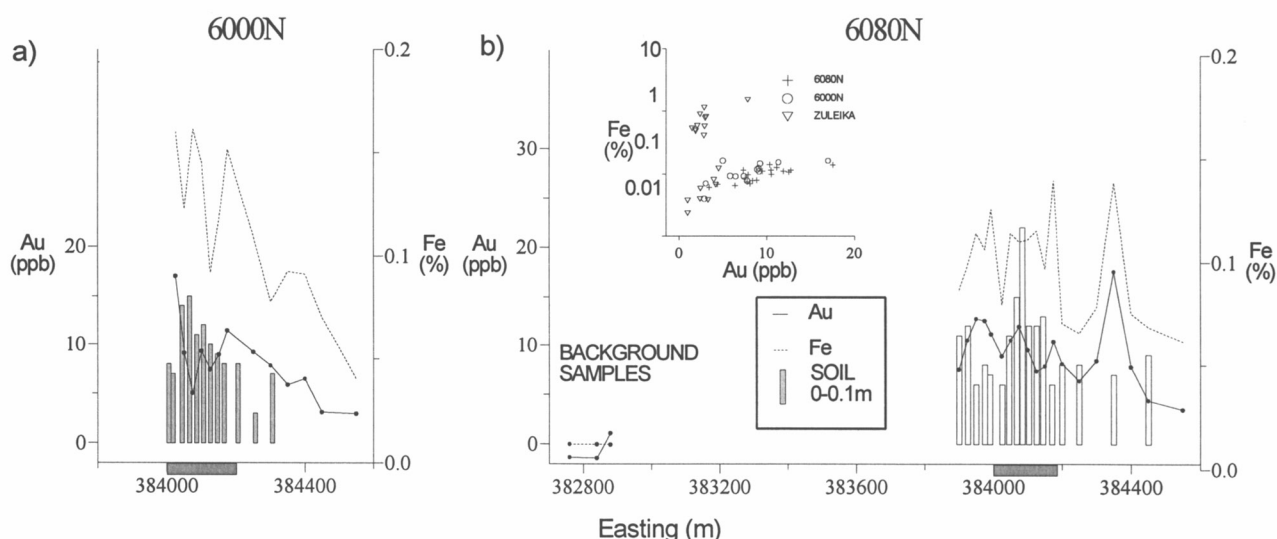 a)
6000N
0.2
0.1
0.0
20
10
0
Au
(ppb)
Fe
(%)
384000
384400
b)
6080N
30
20
10
0
Au
(ppb)
10
1
0.1
0.01
Fe
(%)
0
10
20
Au (ppb)
6080N
6000N
ZULEIKA
Au
Fe
SOIL
0-0.1m
BACKGROUND
SAMPLES
0.2
0.1
0.0
Fe
(%)
382800
383200
383600
384000
384400
Easting (m)